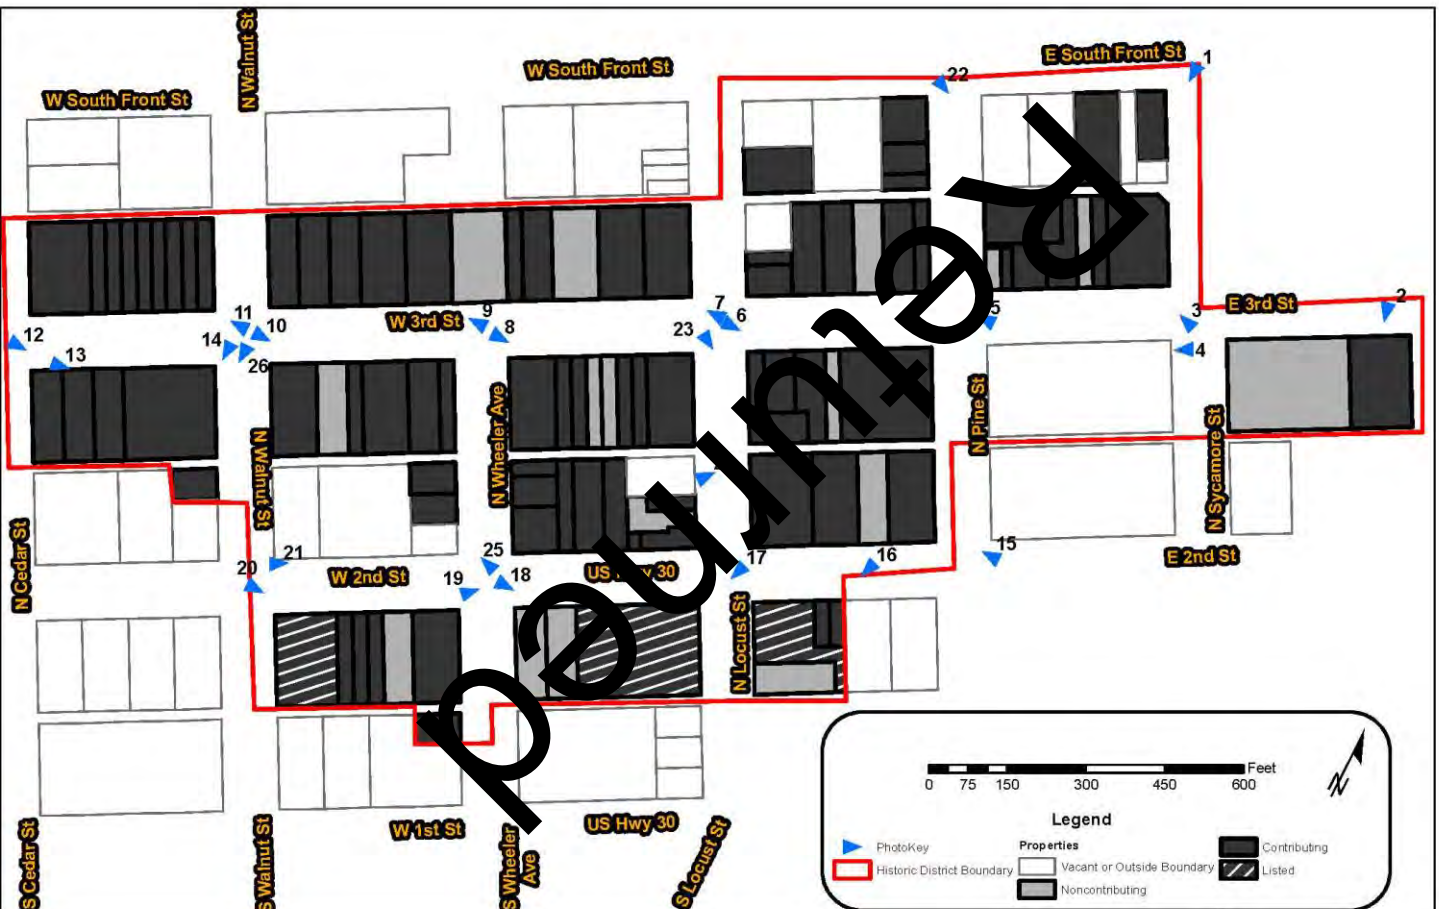 N Walnut St
E South Front St
1
W South Front St
22
W South Front St
2
11
10
9
W 3rd St
8
7
6
23
5
3
E 3rd St
12
14
4
13
26
N Pine St
N Wheeler Ave
N Walnut St
N Sycamore St
N Cedar St
21
20
W 2nd St
25
19
18
US Hwy 30
17
16
15
E 2nd St
N Locust St
Returned
Feet
0 75 150 300 450 600
N
Legend
PhotoKey
Historic District Boundary
Properties
Vacant or Outside Boundary
Noncontributing
Contributing
Listed
W 1st St
US Hwy 30
S Cedar St
S Walnut St
S Wheeler
Ave
S Locust St